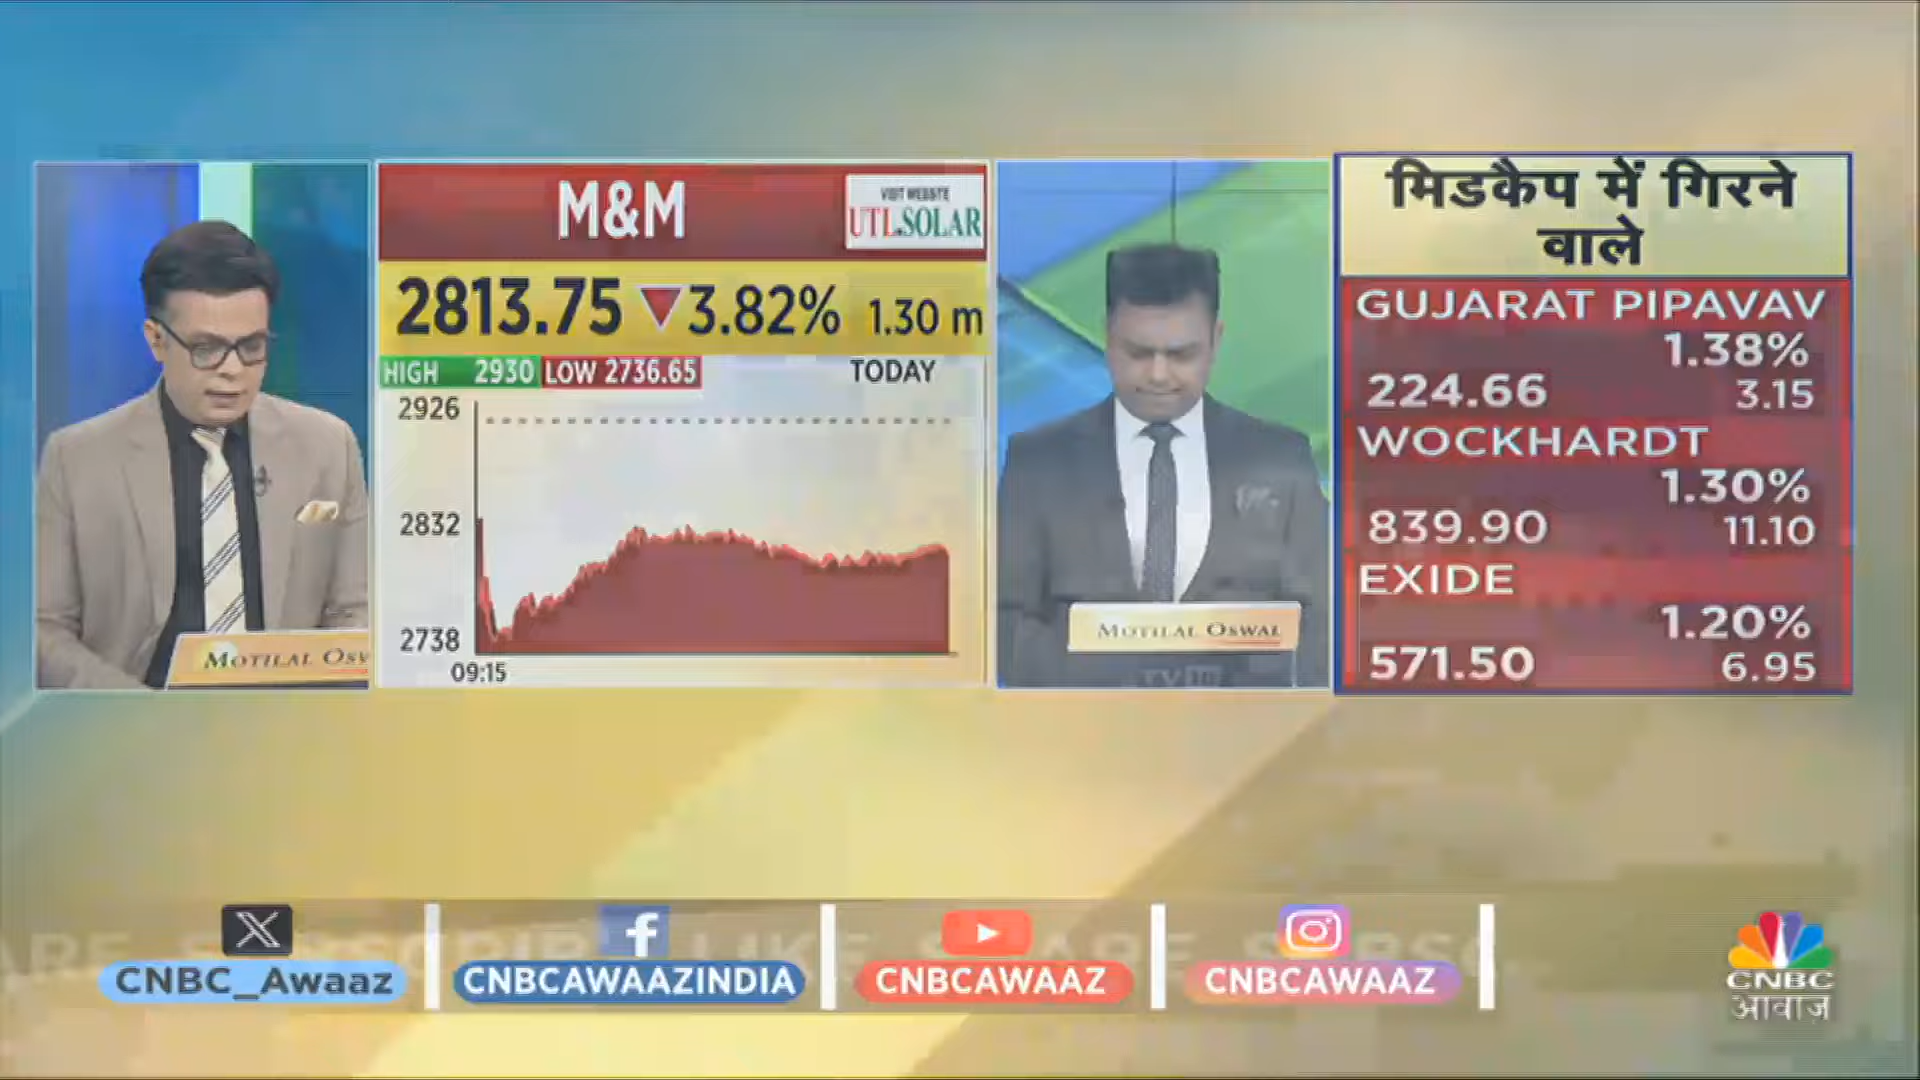 M&M
VISIT WEBSITE
UTL.SOLAR
2813.75 ▼3.82% 1.30 m
HIGH 2930 LOW 2736.65 TODAY
2926
2832
2738
09:15
MOTILAL OSW
MOTILAL OSWAL
मिडकैप में गिरने
वाले
GUJARAT PIPAVAV
1.38%
224.66 3.15
WOCKHARDT
1.30%
839.90 11.10
EXIDE
1.20%
571.50 6.95
CNBC_Awaaz
CNBCAWAAZINDIA
CNBCAWAAZ
CNBCAWAAZ
CNBC
आवाज़